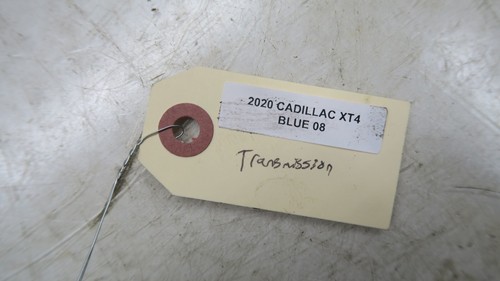 2020 CADILLAC XT4
BLUE 08
Transmission